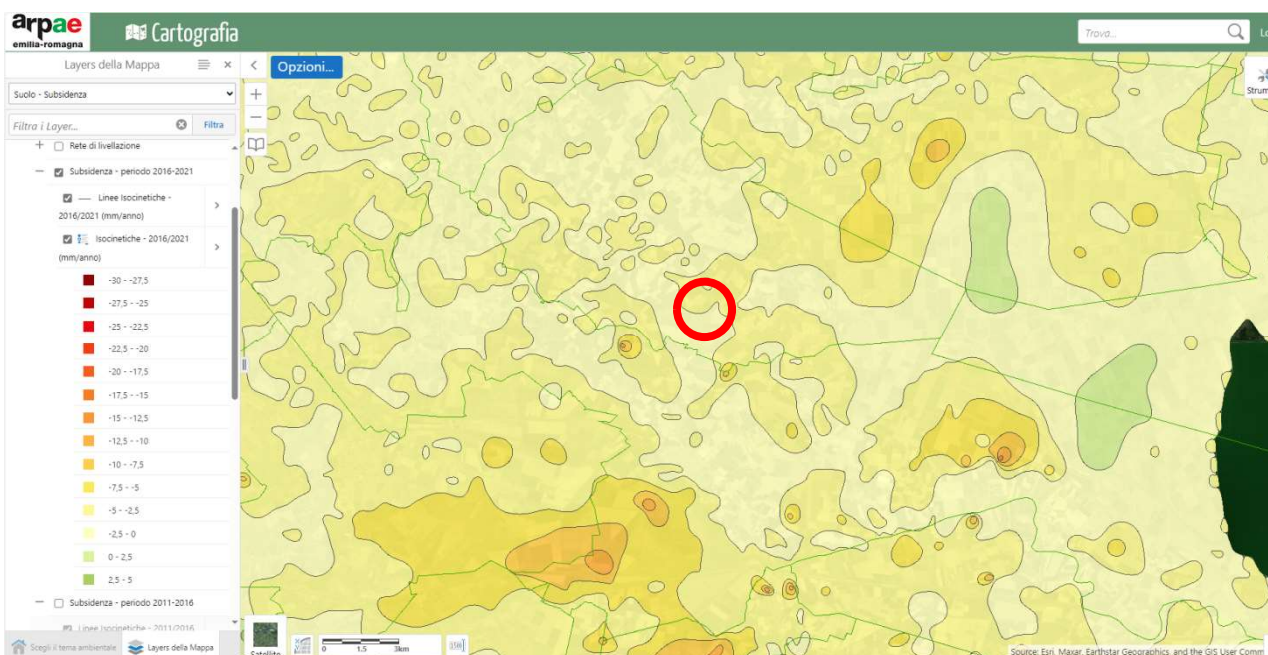 arpae
emilia-romagna
Cartografia
Trova...
Layers della Mappa
Opzioni...
Suolo - Subsidenza
Filtra i Layer...
Filtra
Strum
Rete di livellazione
Subsidenza - periodo 2016-2021
Linee Isocinetiche -
2016/2021 (mm/anno)
Isocinetiche - 2016/2021
(mm/anno)
-30 - -27,5
-27,5 - -25
-25 - -22,5
-22,5 - -20
-20 - -17,5
-17,5 - -15
-15 - -12,5
-12,5 - -10
-10 - -7,5
-7,5 - -5
-5 - -2,5
-2,5 - 0
0 - 2,5
2,5 - 5
Subsidenza - periodo 2011-2016
Linee Isocinetiche - 2011/2016
Scegli il tema ambientale
Layers della Mappa
Satellite
0 1.5 3km
Source: Esri, Maxar, Earthstar Geographics, and the GIS User Comm